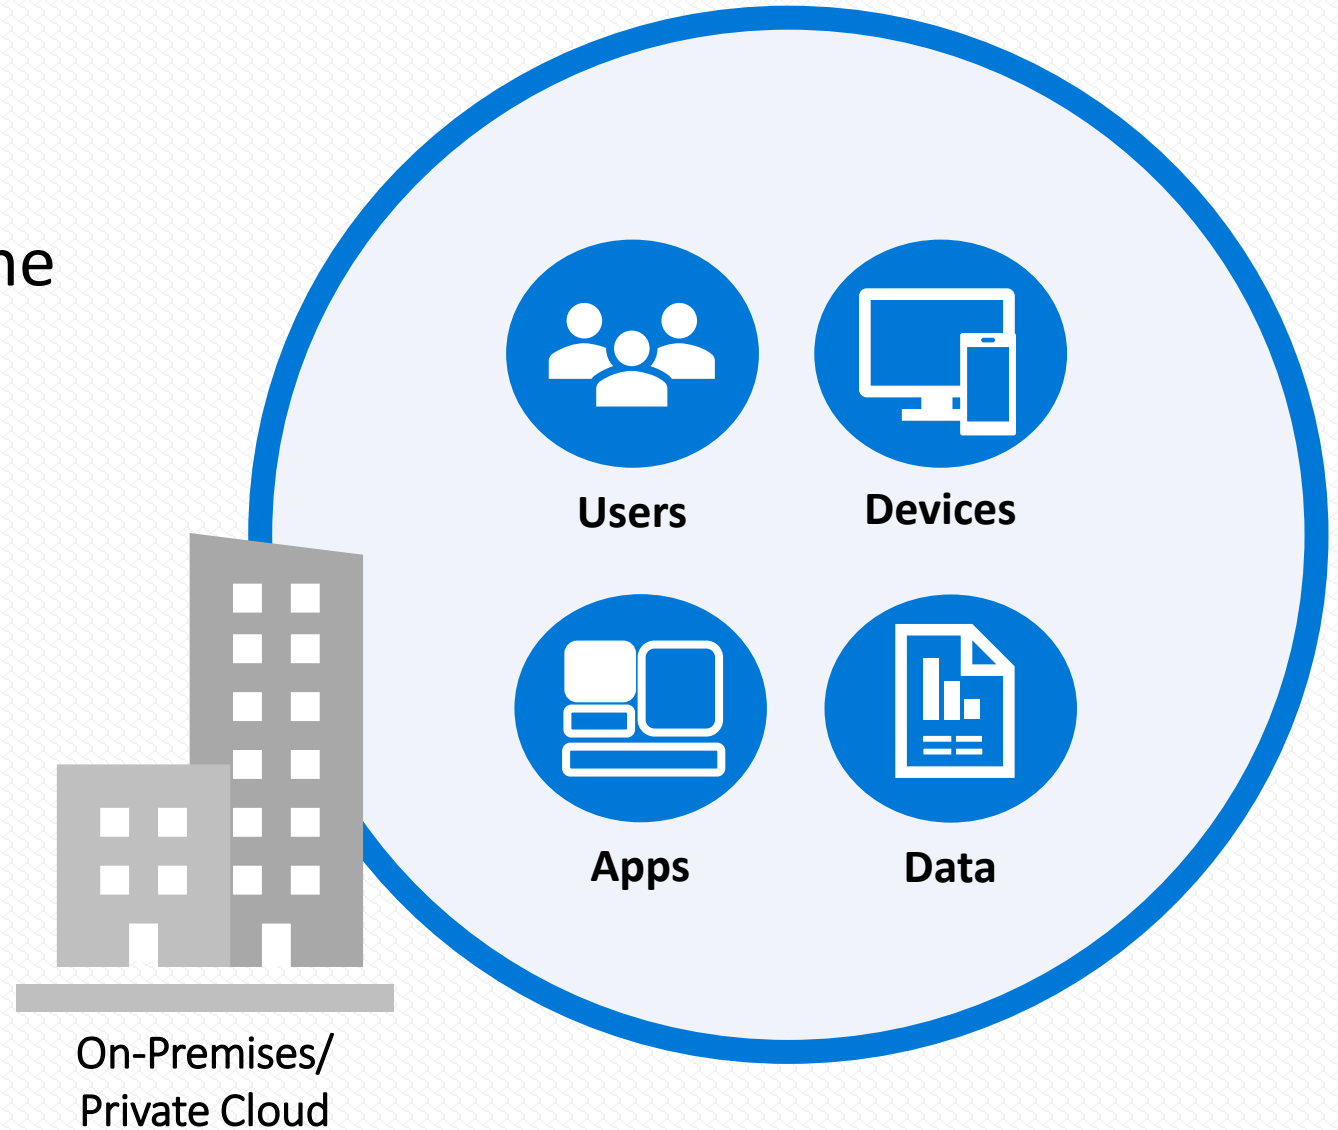 ne
Users
Devices
Apps
Data
On-Premises/
Private Cloud